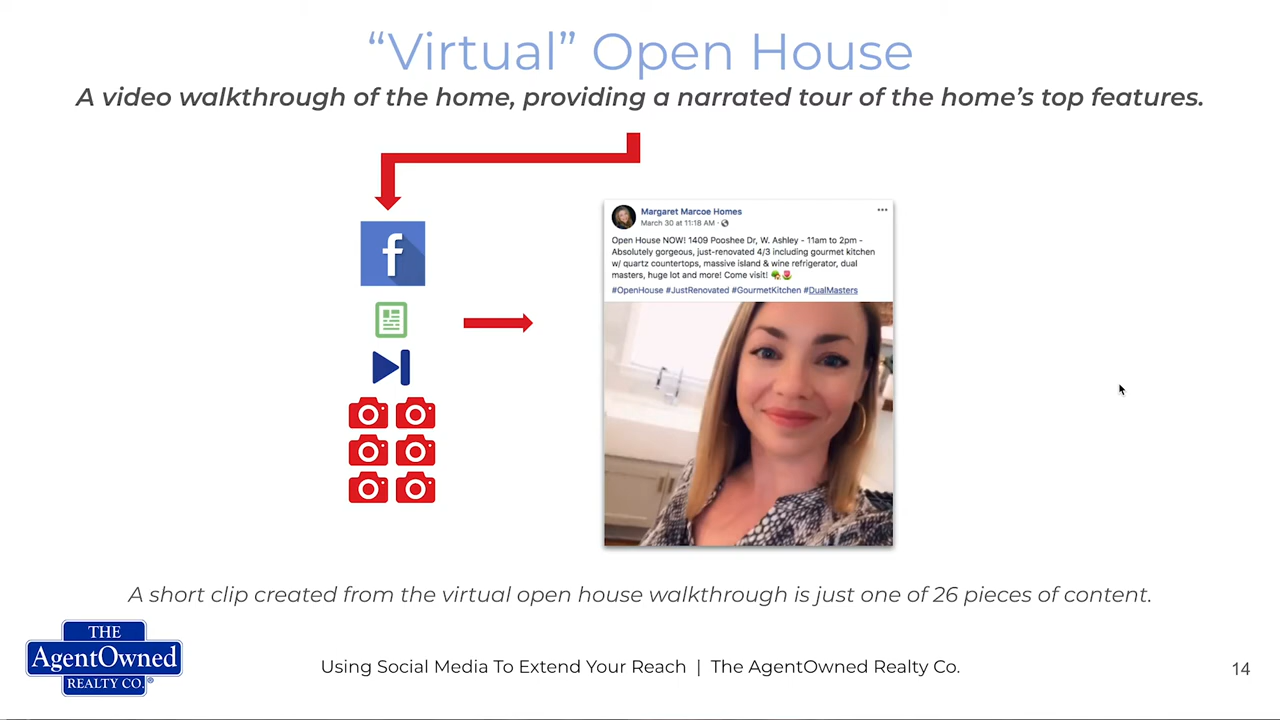 “Virtual” Open House
A video walkthrough of the home, providing a narrated tour of the home’s top features.
f
Margaret Marcoe Homes
March 30 at 11:18 AM ·
Open House NOW! 1409 Pooshee Dr, W. Ashley - 11am to 2pm -
Absolutely gorgeous, just-renovated 4/3 including gourmet kitchen
w/ quartz countertops, massive island & wine refrigerator, dual
masters, huge lot and more! Come visit! 🌳🌷
#OpenHouse #JustRenovated #GourmetKitchen #DualMasters
A short clip created from the virtual open house walkthrough is just one of 26 pieces of content.
THE
AgentOwned
REALTY CO.®
Using Social Media To Extend Your Reach | The AgentOwned Realty Co.
14